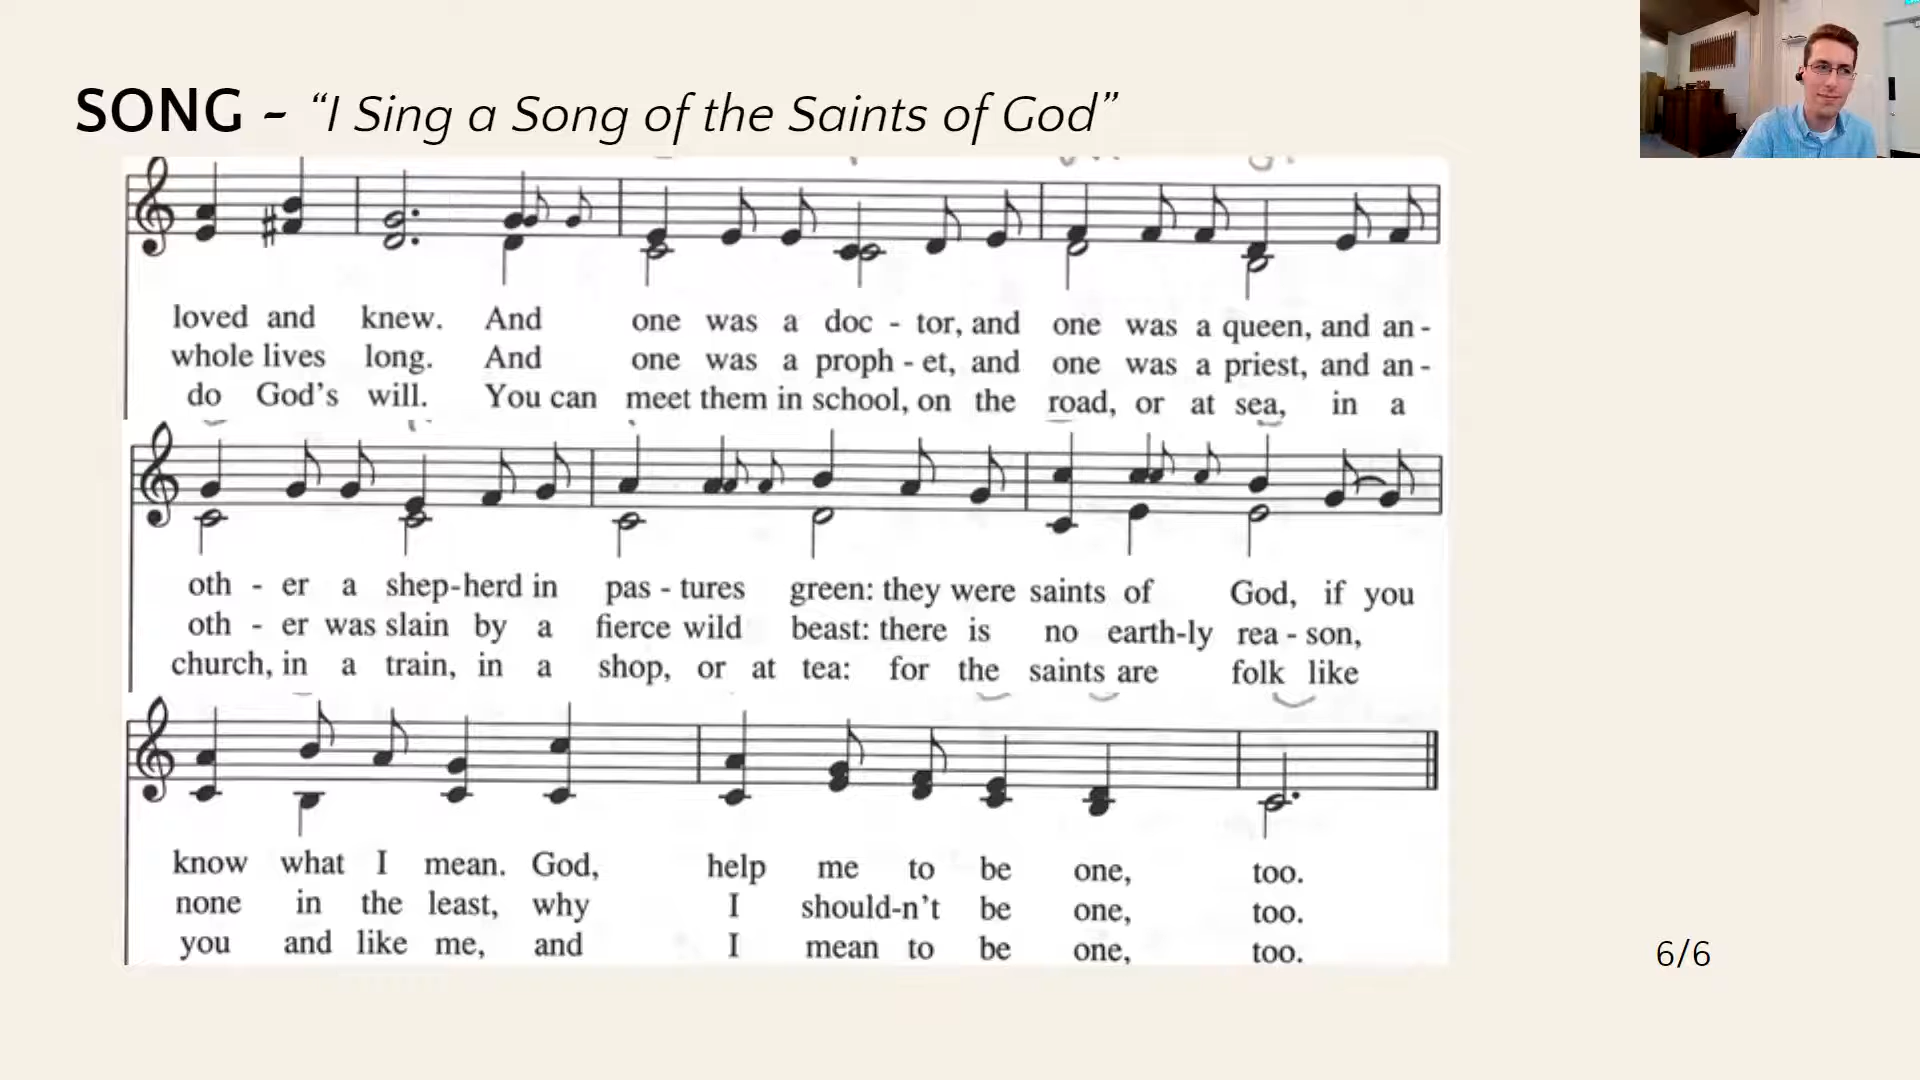 SONG ~ “I Sing a Song of the Saints of God”
loved and knew. And one was a doc - tor, and one was a queen, and an -
whole lives long. And one was a proph - et, and one was a priest, and an -
do God's will. You can meet them in school, on the road, or at sea, in a
oth - er a shep-herd in pas - tures green: they were saints of God, if you
oth - er was slain by a fierce wild beast: there is no earth-ly rea - son,
church, in a train, in a shop, or at tea: for the saints are folk like
know what I mean. God, help me to be one, too.
none in the least, why I should-n't be one, too.
you and like me, and I mean to be one, too.
6/6